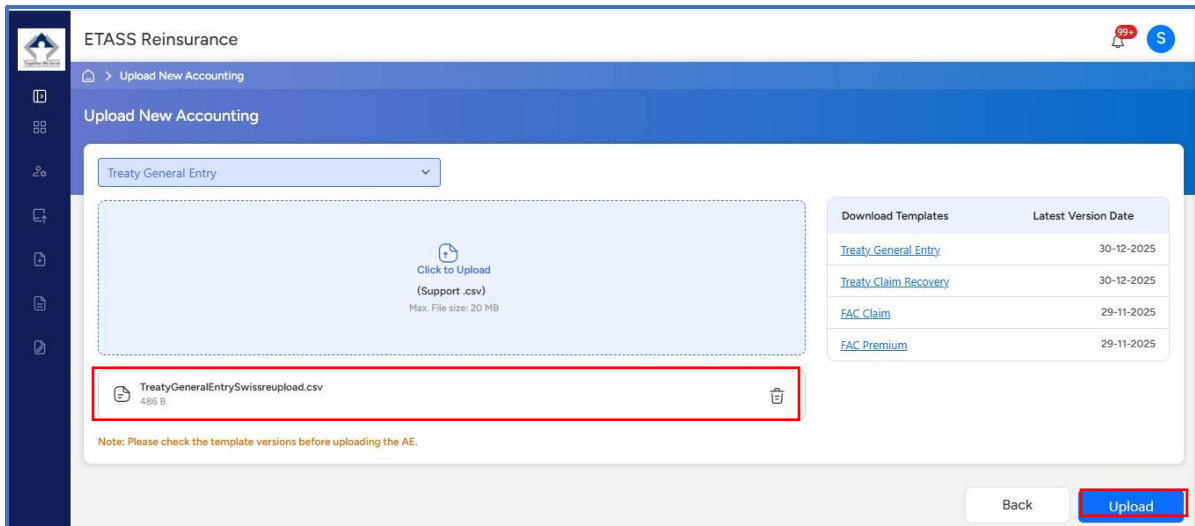 ETASS Reinsurance
99+
S
Together We Serve
> Upload New Accounting
Upload New Accounting
Treaty General Entry
Click to Upload
(Support .csv)
Max. File size: 20 MB
Download Templates Latest Version Date
Treaty General Entry 30-12-2025
Treaty Claim Recovery 30-12-2025
FAC Claim 29-11-2025
FAC Premium 29-11-2025
TreatyGeneralEntrySwissreupload.csv
486 B
Note: Please check the template versions before uploading the AE.
Back Upload